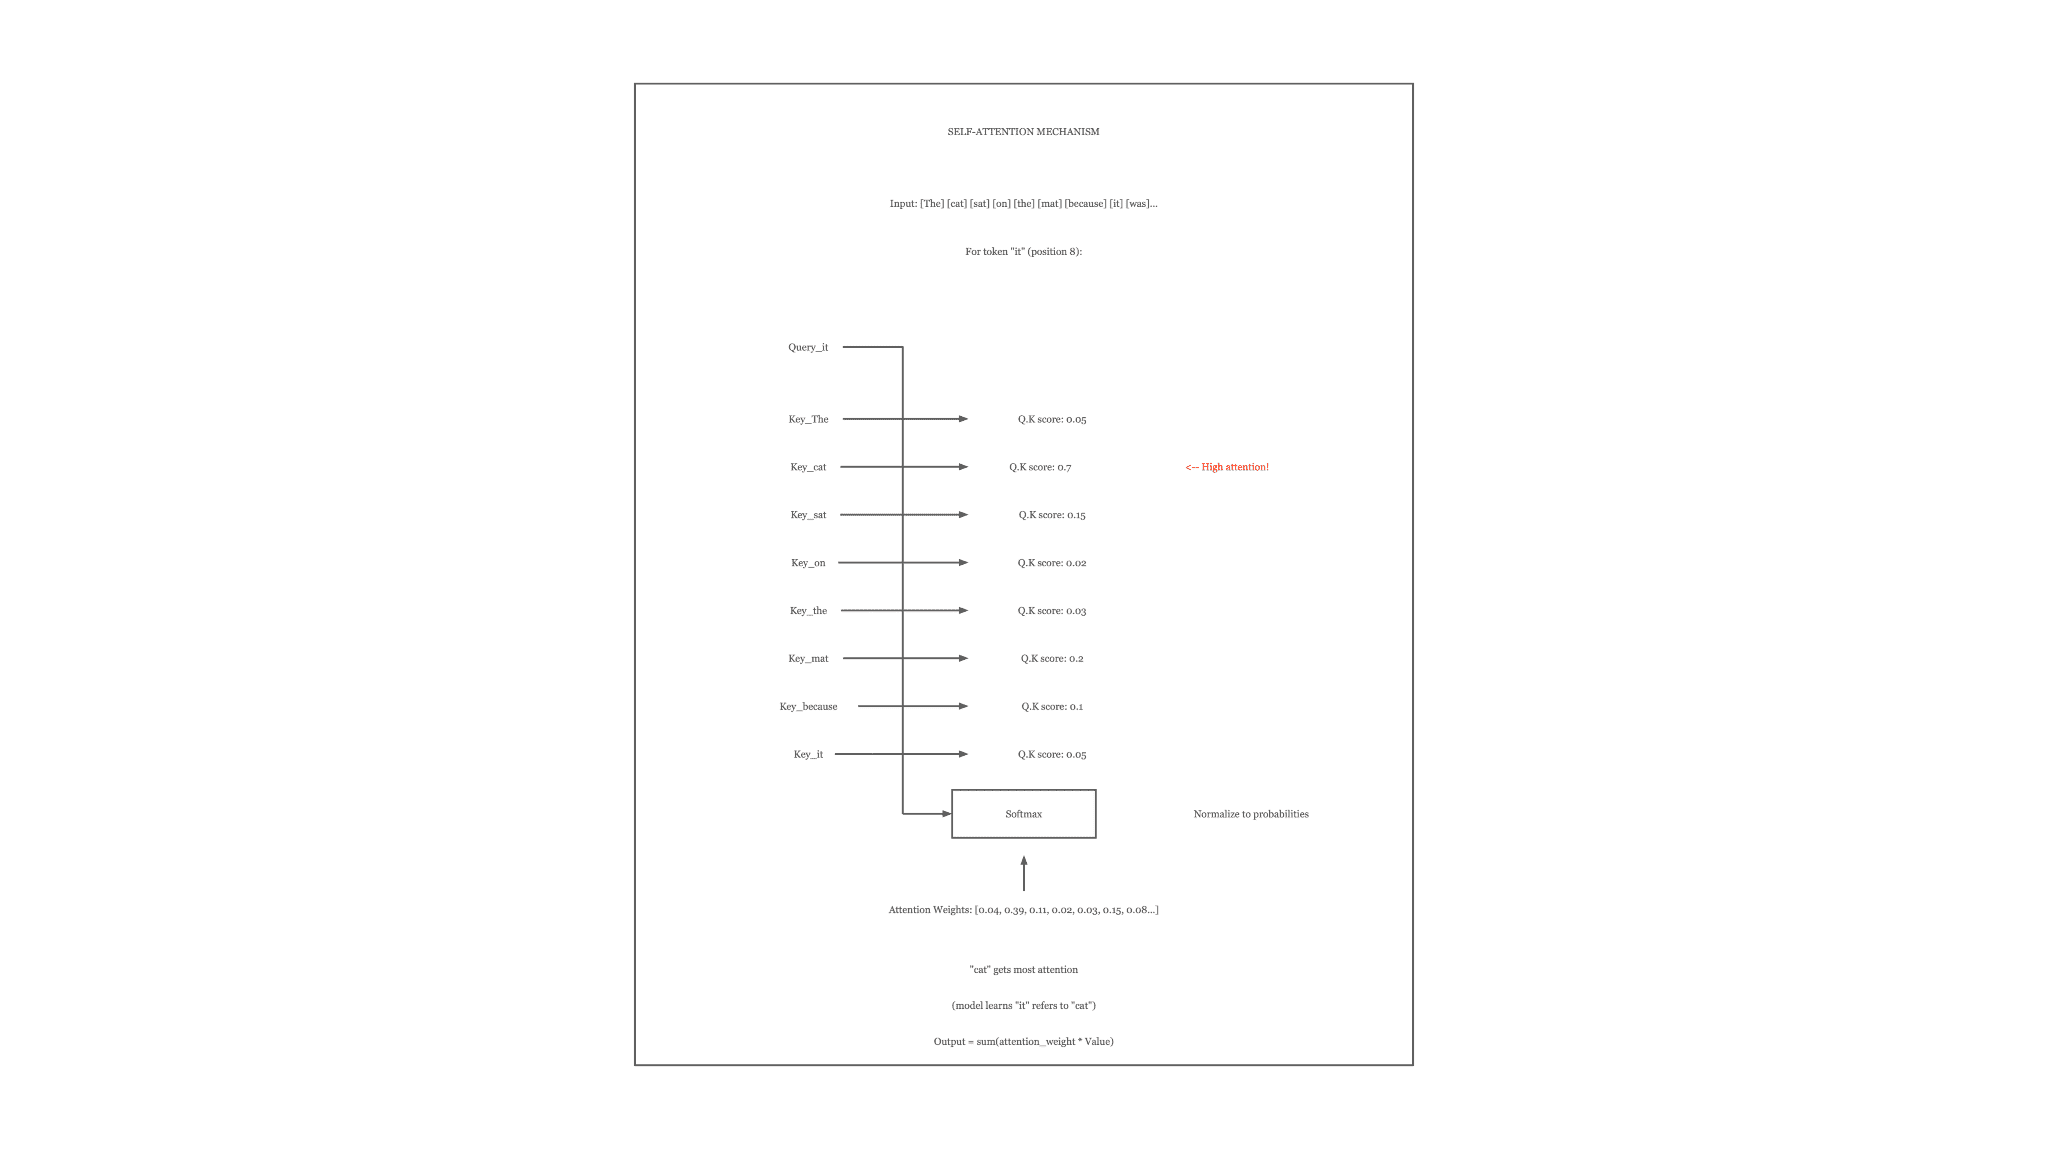 SELF-ATTENTION MECHANISM
Input: [The] [cat] [sat] [on] [the] [mat] [because] [it] [was]...
For token "it" (position 8):
Query_it
Key_The Q.K score: 0.05
Key_cat Q.K score: 0.7 <-- High attention!
Key_sat Q.K score: 0.15
Key_on Q.K score: 0.02
Key_the Q.K score: 0.03
Key_mat Q.K score: 0.2
Key_because Q.K score: 0.1
Key_it Q.K score: 0.05
Softmax Normalize to probabilities
Attention Weights: [0.04, 0.39, 0.11, 0.02, 0.03, 0.15, 0.08...]
"cat" gets most attention
(model learns "it" refers to "cat")
Output = sum(attention_weight * Value)